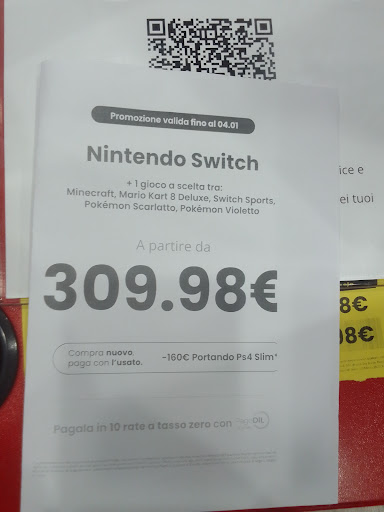 Promozione valida fino al 04.01
Nintendo Switch
+ 1 gioco a scelta tra:
Minecraft, Mario Kart 8 Deluxe, Switch Sports,
Pokémon Scarlatto, Pokémon Violetto
A partire da
309.98€
Compra nuovo,
paga con l'usato.
-160€ Portando Ps4 Slim*
Pagala in 10 rate a tasso zero con
ice e
ei tuoi
8€
98€